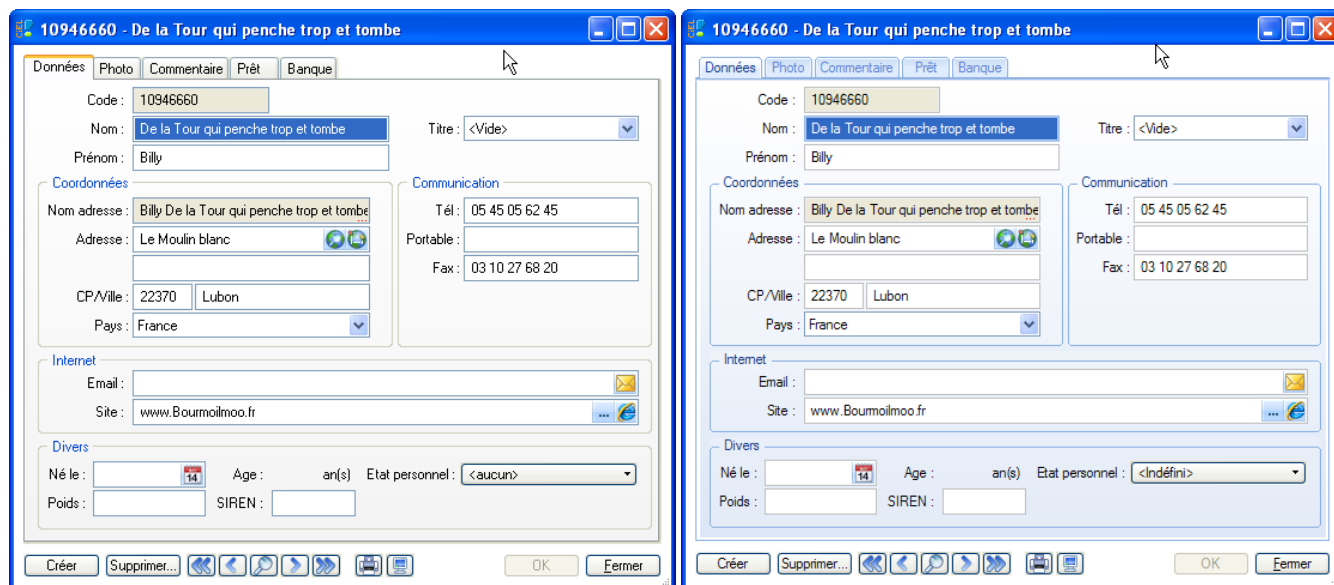 10946660 - De la Tour qui penche trop et tombe
Données Photo Commentaire Prêt Banque
Code : 10946660
Nom : De la Tour qui penche trop et tombe Titre : <Vide>
Prénom : Billy
Coordonnées Communication
Nom adresse : Billy De la Tour qui penche trop et tombe Tél : 05 45 05 62 45
Adresse : Le Moulin blanc Portable :
Fax : 03 10 27 68 20
CP/Ville : 22370 Lubon
Pays : France
Internet
Email :
Site : www.Bourmoilmoo.fr ...
Divers
Né le : 14 Age : an(s) Etat personnel : <aucun>
Poids : SIREN :
Créer Supprimer... OK Fermer
10946660 - De la Tour qui penche trop et tombe
Données Photo Commentaire Prêt Banque
Code : 10946660
Nom : De la Tour qui penche trop et tombe Titre : <Vide>
Prénom : Billy
Coordonnées Communication
Nom adresse : Billy De la Tour qui penche trop et tombe Tél : 05 45 05 62 45
Adresse : Le Moulin blanc Portable :
Fax : 03 10 27 68 20
CP/Ville : 22370 Lubon
Pays : France
Internet
Email :
Site : www.Bourmoilmoo.fr ...
Divers
Né le : 14 Age : an(s) Etat personnel : <Indéfini>
Poids : SIREN :
Créer Supprimer... OK Fermer